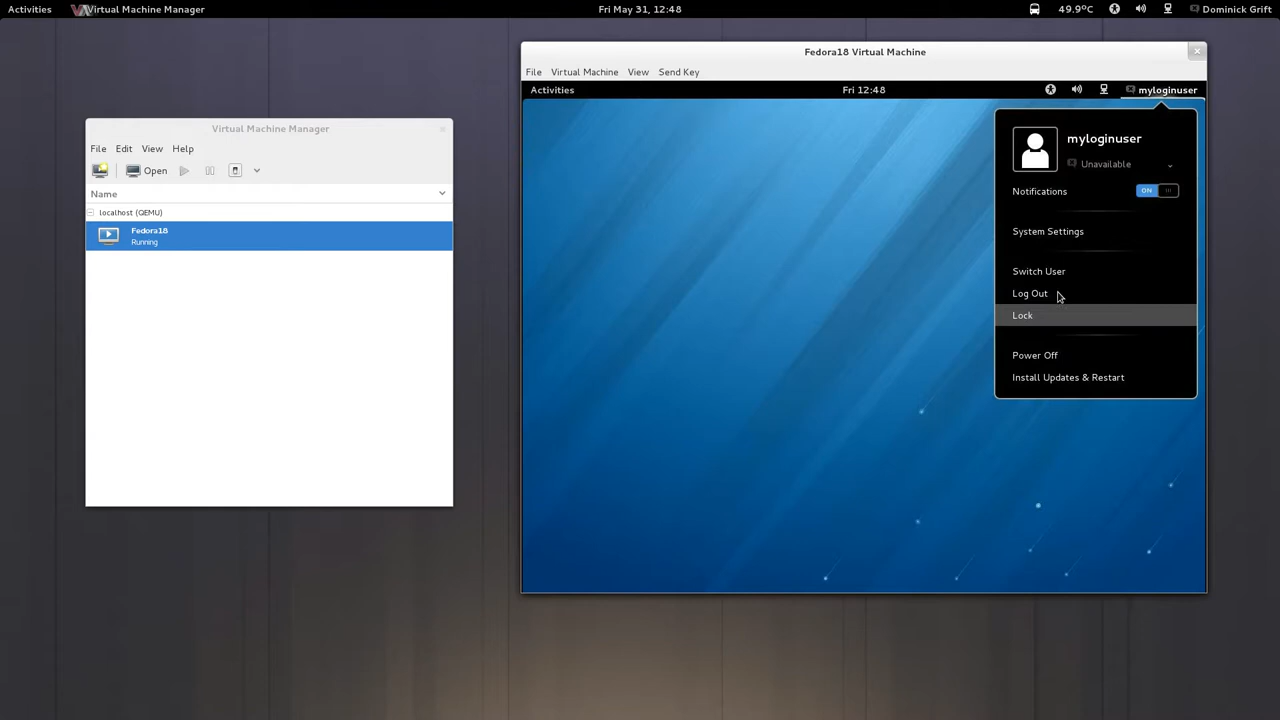 Activities Virtual Machine Manager Fri May 31, 12:48 49.9°C Dominick Grift
Virtual Machine Manager
File Edit View Help
Open
Name
localhost (QEMU)
Fedora18
Running
Fedora18 Virtual Machine
File Virtual Machine View Send Key
Activities Fri 12:48 myloginuser
myloginuser
Unavailable
Notifications ON
System Settings
Switch User
Log Out
Lock
Power Off
Install Updates & Restart